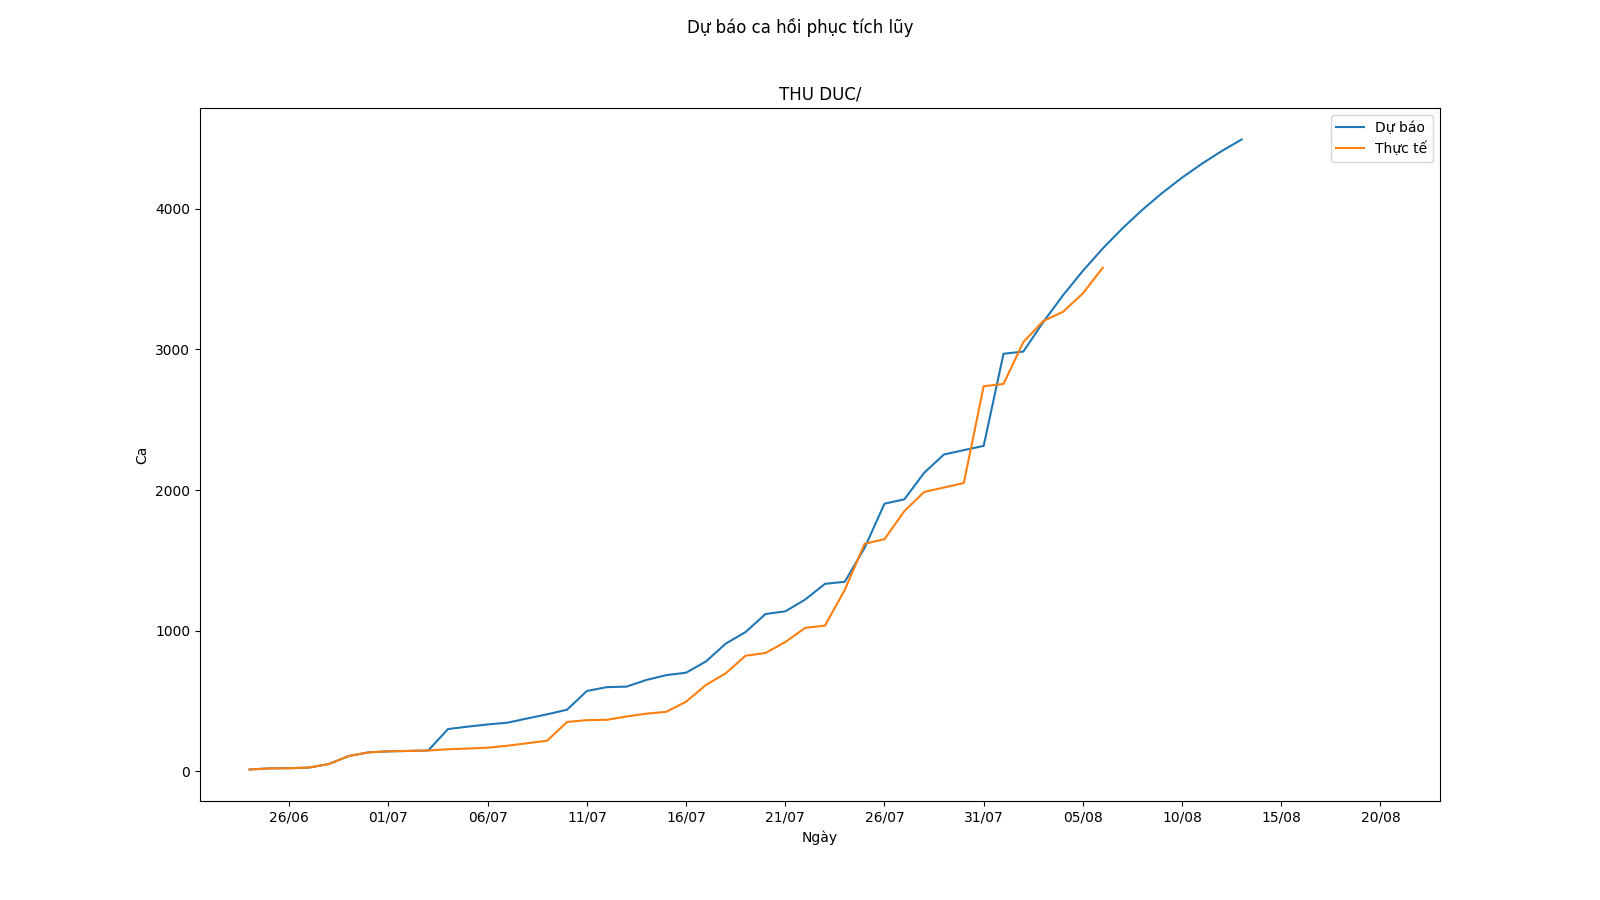 Dự báo ca hồi phục tích lũy
THU DUC/
Dự báo
Thực tế
4000
3000
2000
1000
0
Ca
26/06 01/07 06/07 11/07 16/07 21/07 26/07 31/07 05/08 10/08 15/08 20/08
Ngày